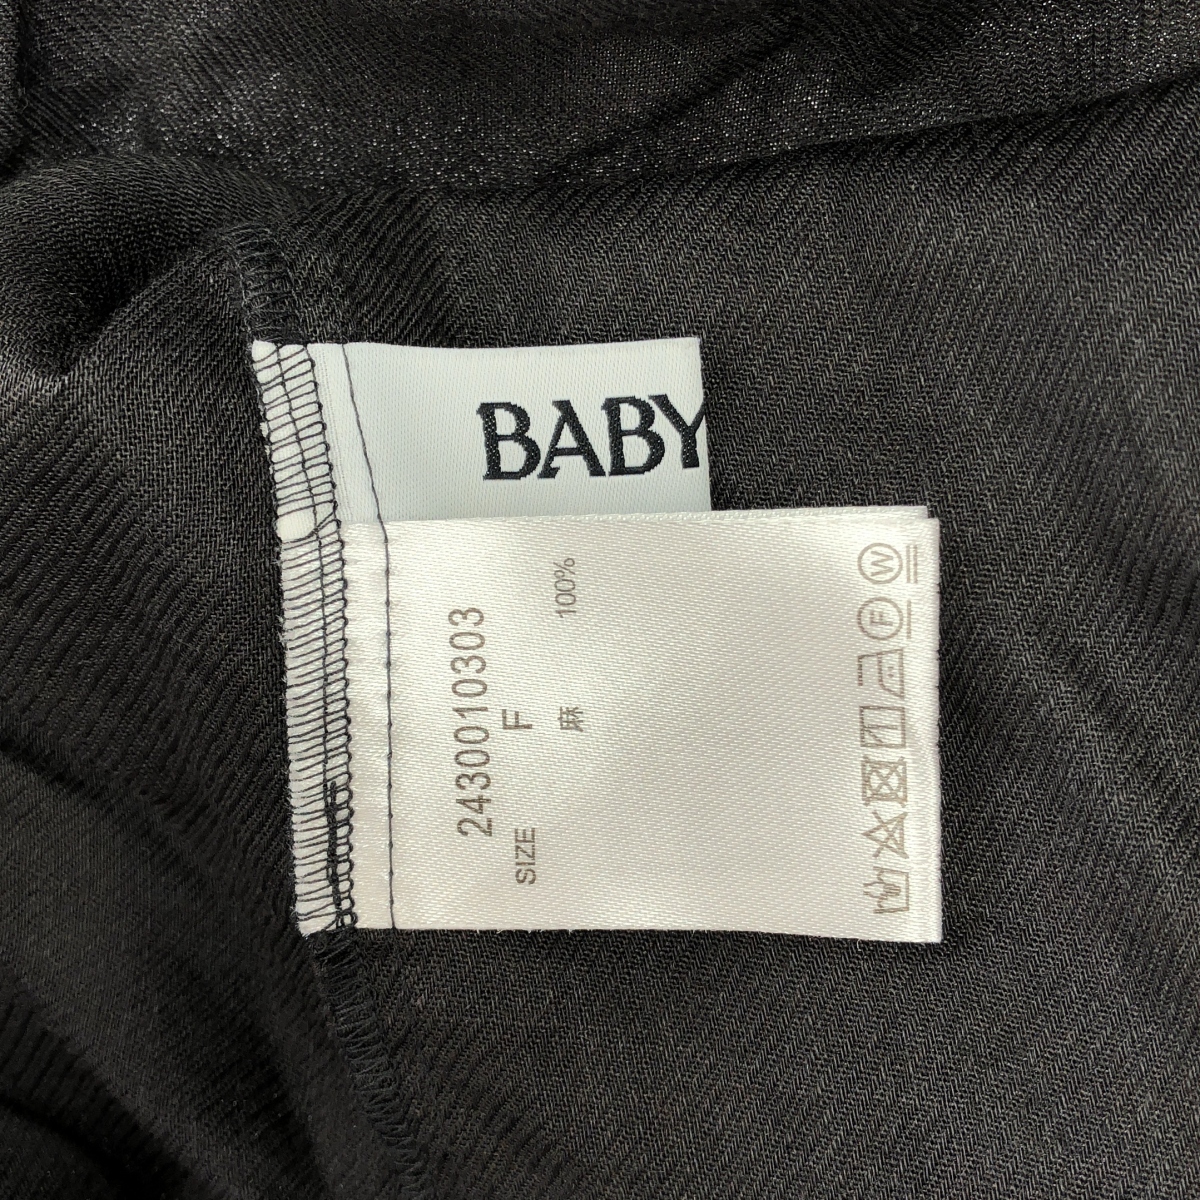 BABY
2430010303
SIZE F
麻 100%
F W